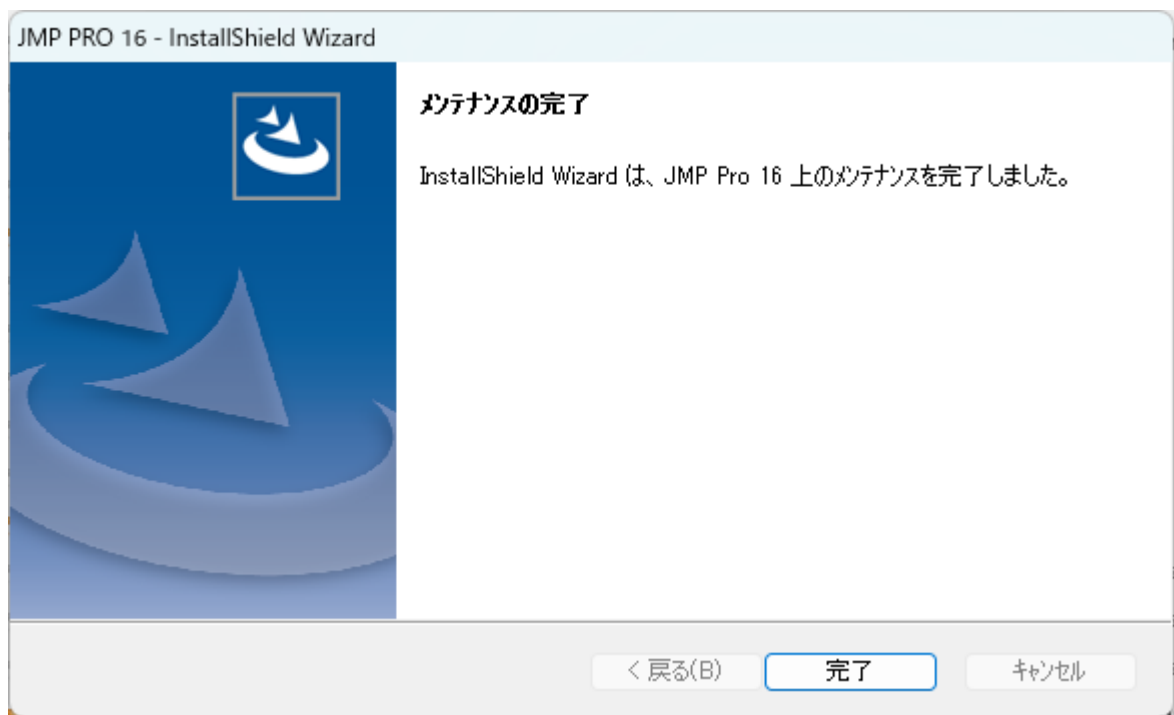 JMP PRO 16 - InstallShield Wizard
メンテナンスの完了
InstallShield Wizard は、JMP Pro 16 上のメンテナンスを完了しました。
< 戻る(B)
完了
キャンセル